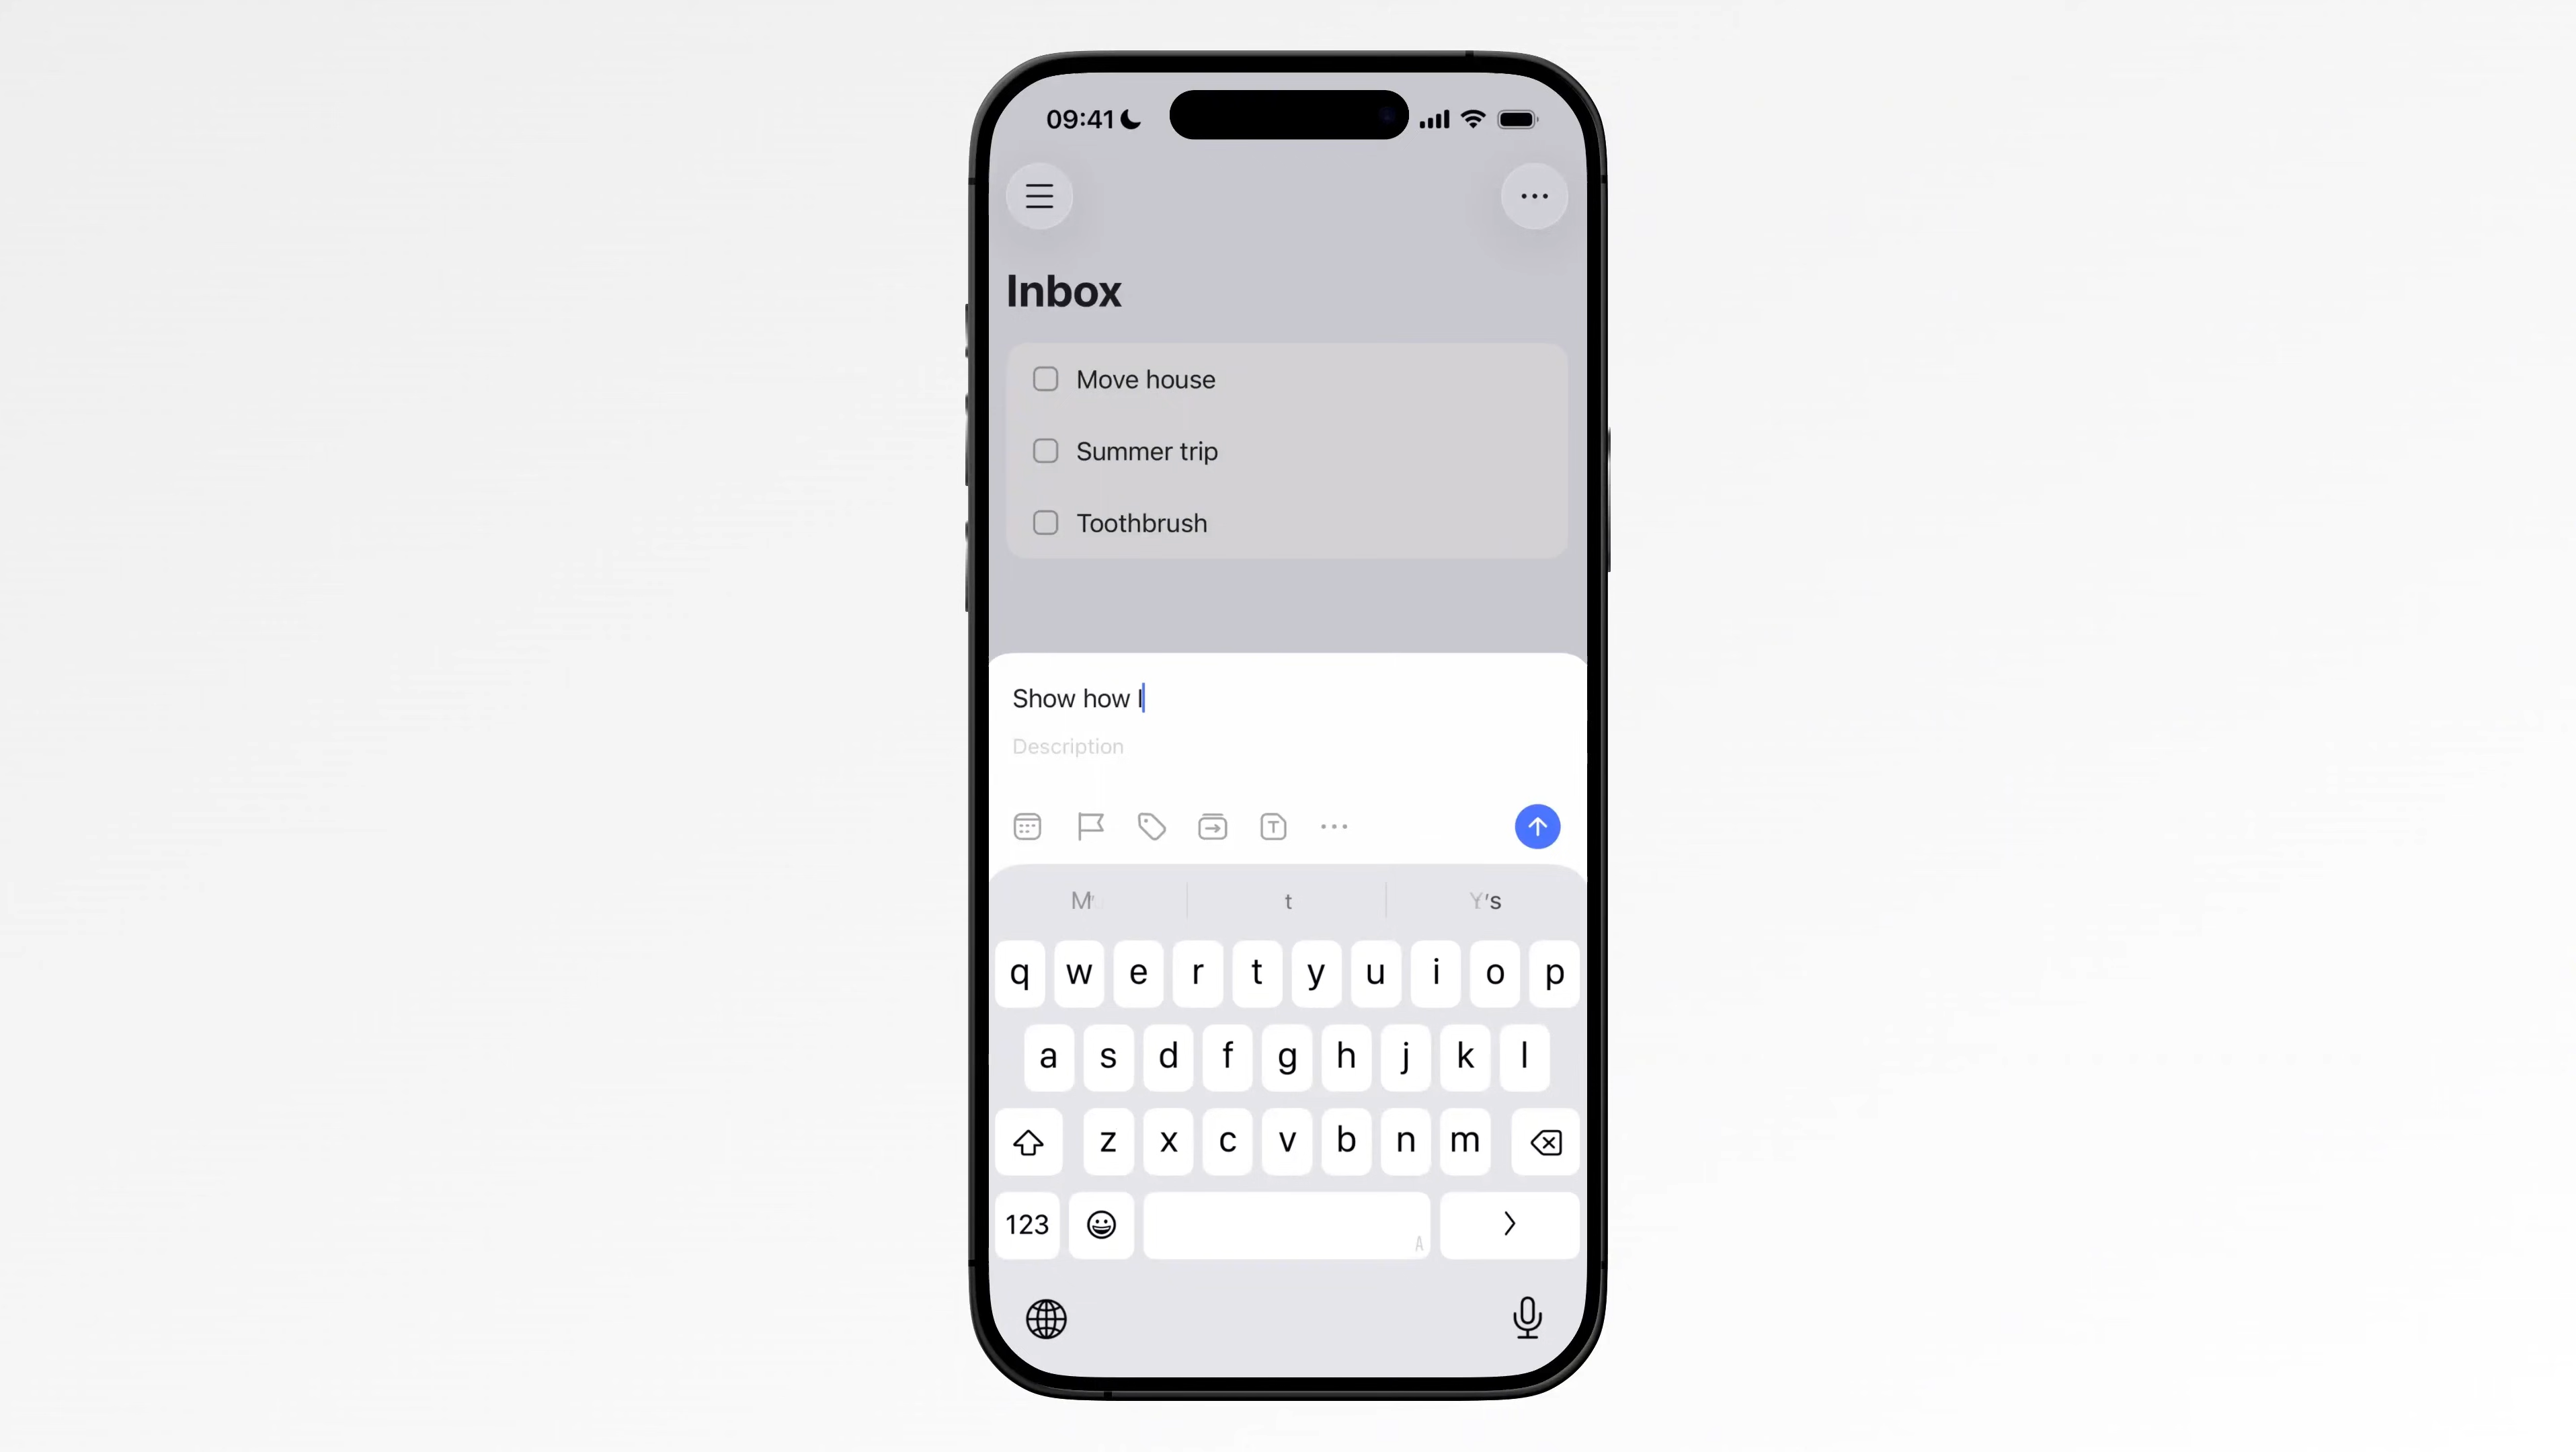 09:41
Inbox
Move house
Summer trip
Toothbrush
Show how I
Description
t
q w e r t y u i o p
a s d f g h j k l
z x c v b n m
123
A